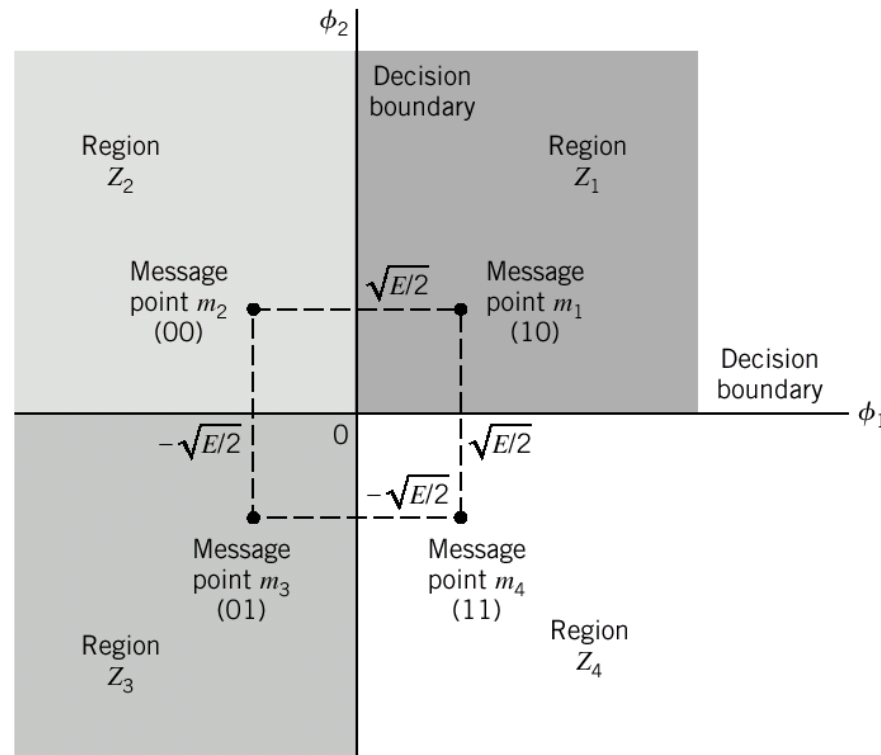 ϕ₂
Decision
boundary
Region
Z₂
Region
Z₁
Message
point m₂
(00)
√E/2
Message
point m₁
(10)
Decision
boundary
ϕ₁
−√E/2
0
√E/2
−√E/2
Message
point m₃
(01)
Message
point m₄
(11)
Region
Z₃
Region
Z₄